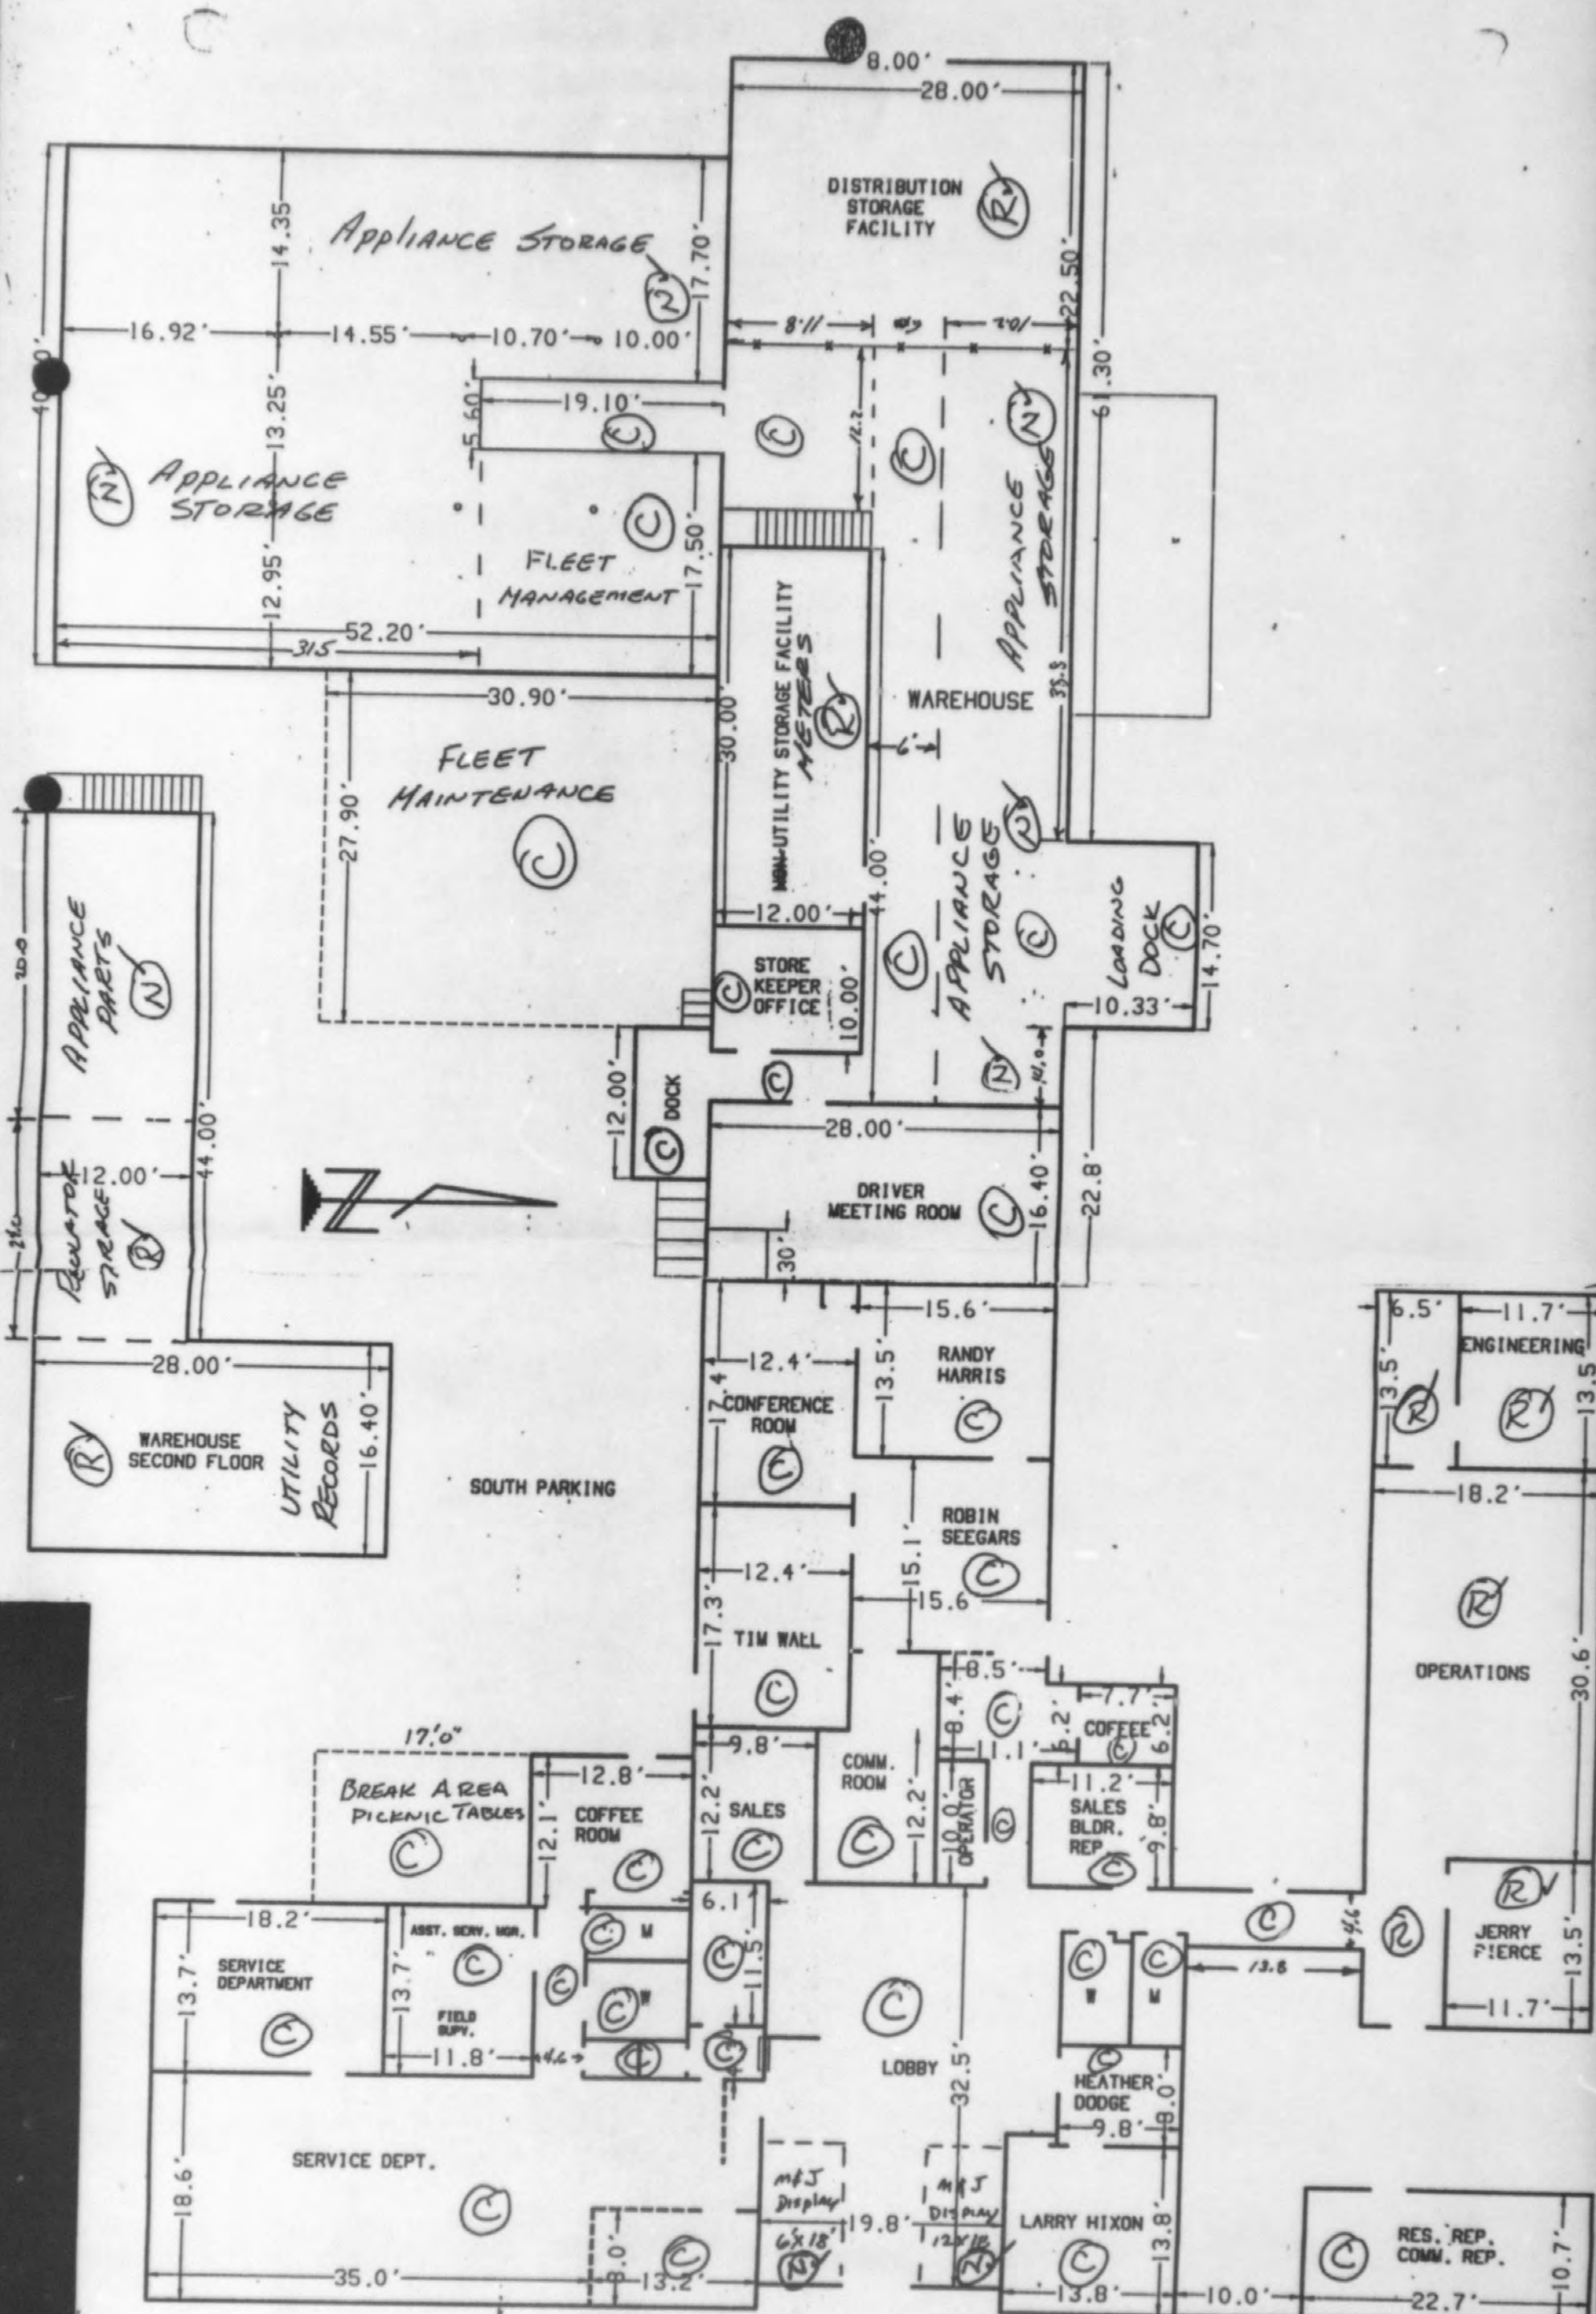 8.00'
28.00'
DISTRIBUTION
STORAGE
FACILITY
R
22.50'
61.30'
14.35
APPLIANCE STORAGE
N
17.70'
16.92'
14.55'
10.70'
10.00'
13.25'
5.60'
19.10'
C
C
12.2
C
N
APPLIANCE
STORAGE
N
APPLIANCE
STORAGE
C
FLEET
MANAGEMENT
17.50'
12.95'
52.20'
315
30.90'
27.90'
FLEET
MAINTENANCE
C
30.00'
UTILITY STORAGE FACILITY
METERS
R
WAREHOUSE
6'
44.00'
12.00'
APPLIANCE
STORAGE
N
C
C
N
LOADING
DOCK
C
14.70'
10.33'
STORE
KEEPER
OFFICE
C
10.00'
C
12.00'
DOCK
C
28.00'
DRIVER
MEETING ROOM
C
16.40'
22.8'
.30'
APPLIANCE
PARTS
N
20.0
12.00'
44.00'
STORAGE
R
28.00'
WAREHOUSE
SECOND FLOOR
R
UTILITY
RECORDS
16.40'
SOUTH PARKING
15.6'
12.4'
13.5'
RANDY
HARRIS
C
17.4
CONFERENCE
ROOM
C
15.1'
ROBIN
SEEGARS
C
15.6
12.4'
17.3'
TIM WALL
C
6.5'
11.7'
ENGINEERING
13.5'
13.5'
R
R
18.2'
R
OPERATIONS
30.6'
8.5'
8.4'
C
7.7'
COFFEE
C
6.2'
6.2'
9.8'
12.2'
SALES
C
COMM.
ROOM
12.2'
C
10.0'
OPERATOR
C
11.2'
SALES
BLDR.
REP.
C
9.8'
17'0"
BREAK AREA
PICKNIC TABLES
C
12.8'
12.1'
COFFEE
ROOM
C
18.2'
13.7'
SERVICE
DEPARTMENT
C
ASST. SERV. MGR.
C
13.7'
FIELD
SUPV.
11.8'
4.6
C
C
M
C
W
C
6.1'
11.5'
C
C
C
LOBBY
32.5'
C
W
C
M
C
13.8
4.6
R
R
JERRY
PIERCE
13.5'
11.7'
C
HEATHER
DODGE
8.0'
9.8'
SERVICE DEPT.
C
18.6'
35.0'
8.0'
13.2'
C
M&J
Display
6'x18'
N
19.8'
M&J
DISPLAY
12x18
N
LARRY HIXON
C
13.8'
13.8'
10.0'
C
RES. REP.
COMM. REP.
10.7'
22.7'